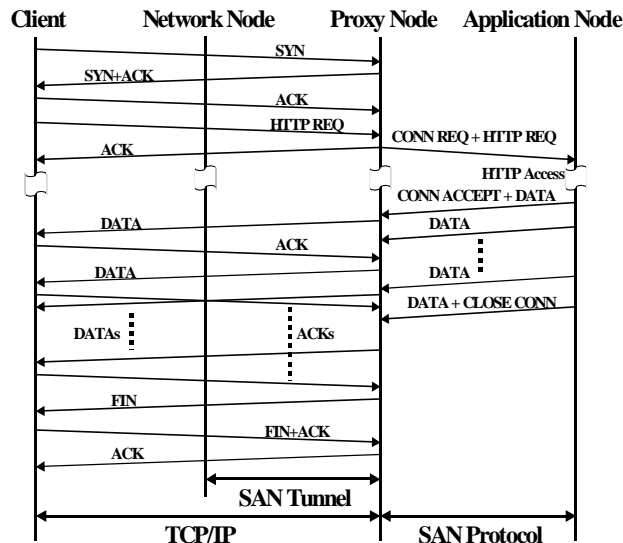 Client Network Node Proxy Node Application Node
SYN
SYN+ACK
ACK
HTTP REQ
CONN REQ + HTTP REQ
ACK
HTTP Access
CONN ACCEPT + DATA
DATA
DATA
ACK
DATA
DATA
DATA + CLOSE CONN
DATAs
ACKs
FIN
FIN+ACK
ACK
SAN Tunnel
TCP/IP
SAN Protocol